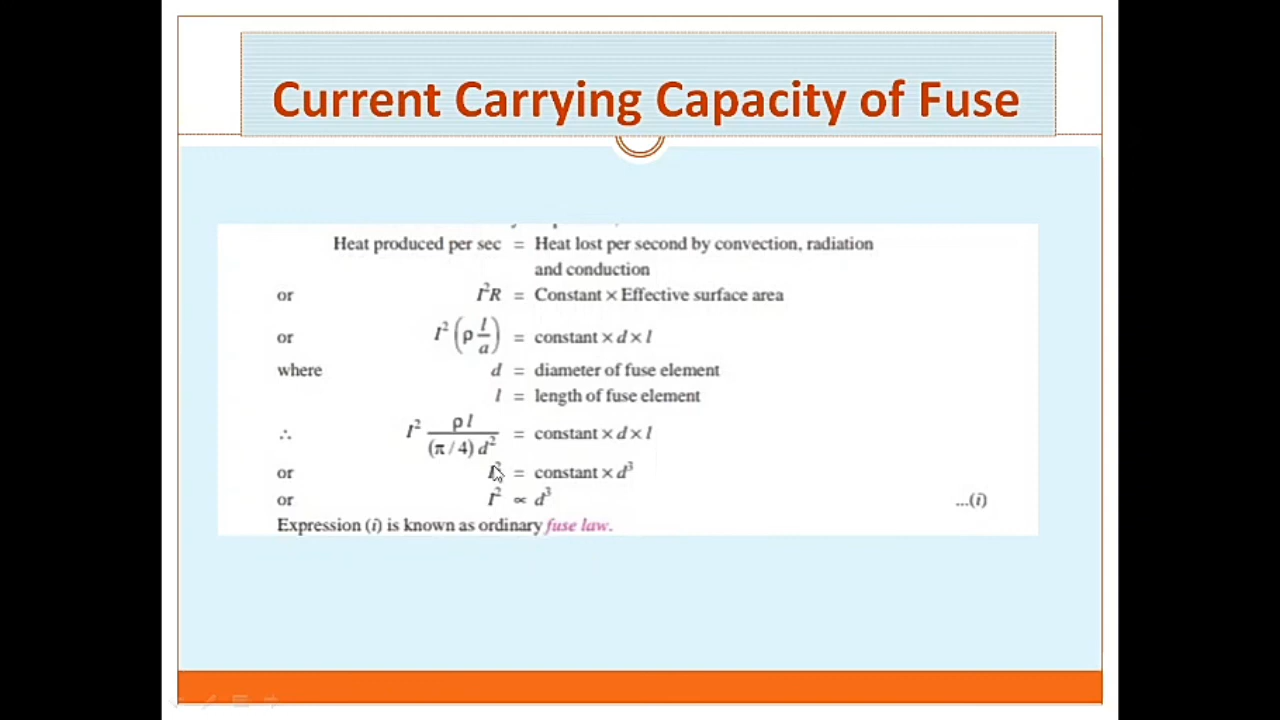 Current Carrying Capacity of Fuse
Heat produced per sec = Heat lost per second by convection, radiation
and conduction
or I²R = Constant × Effective surface area
or I² (ρ l/a) = constant × d × l
where d = diameter of fuse element
l = length of fuse element
∴ I² ρ l / (π / 4) d² = constant × d × l
or I² = constant × d³
or I² ∝ d³ ...(i)
Expression (i) is known as ordinary fuse law.